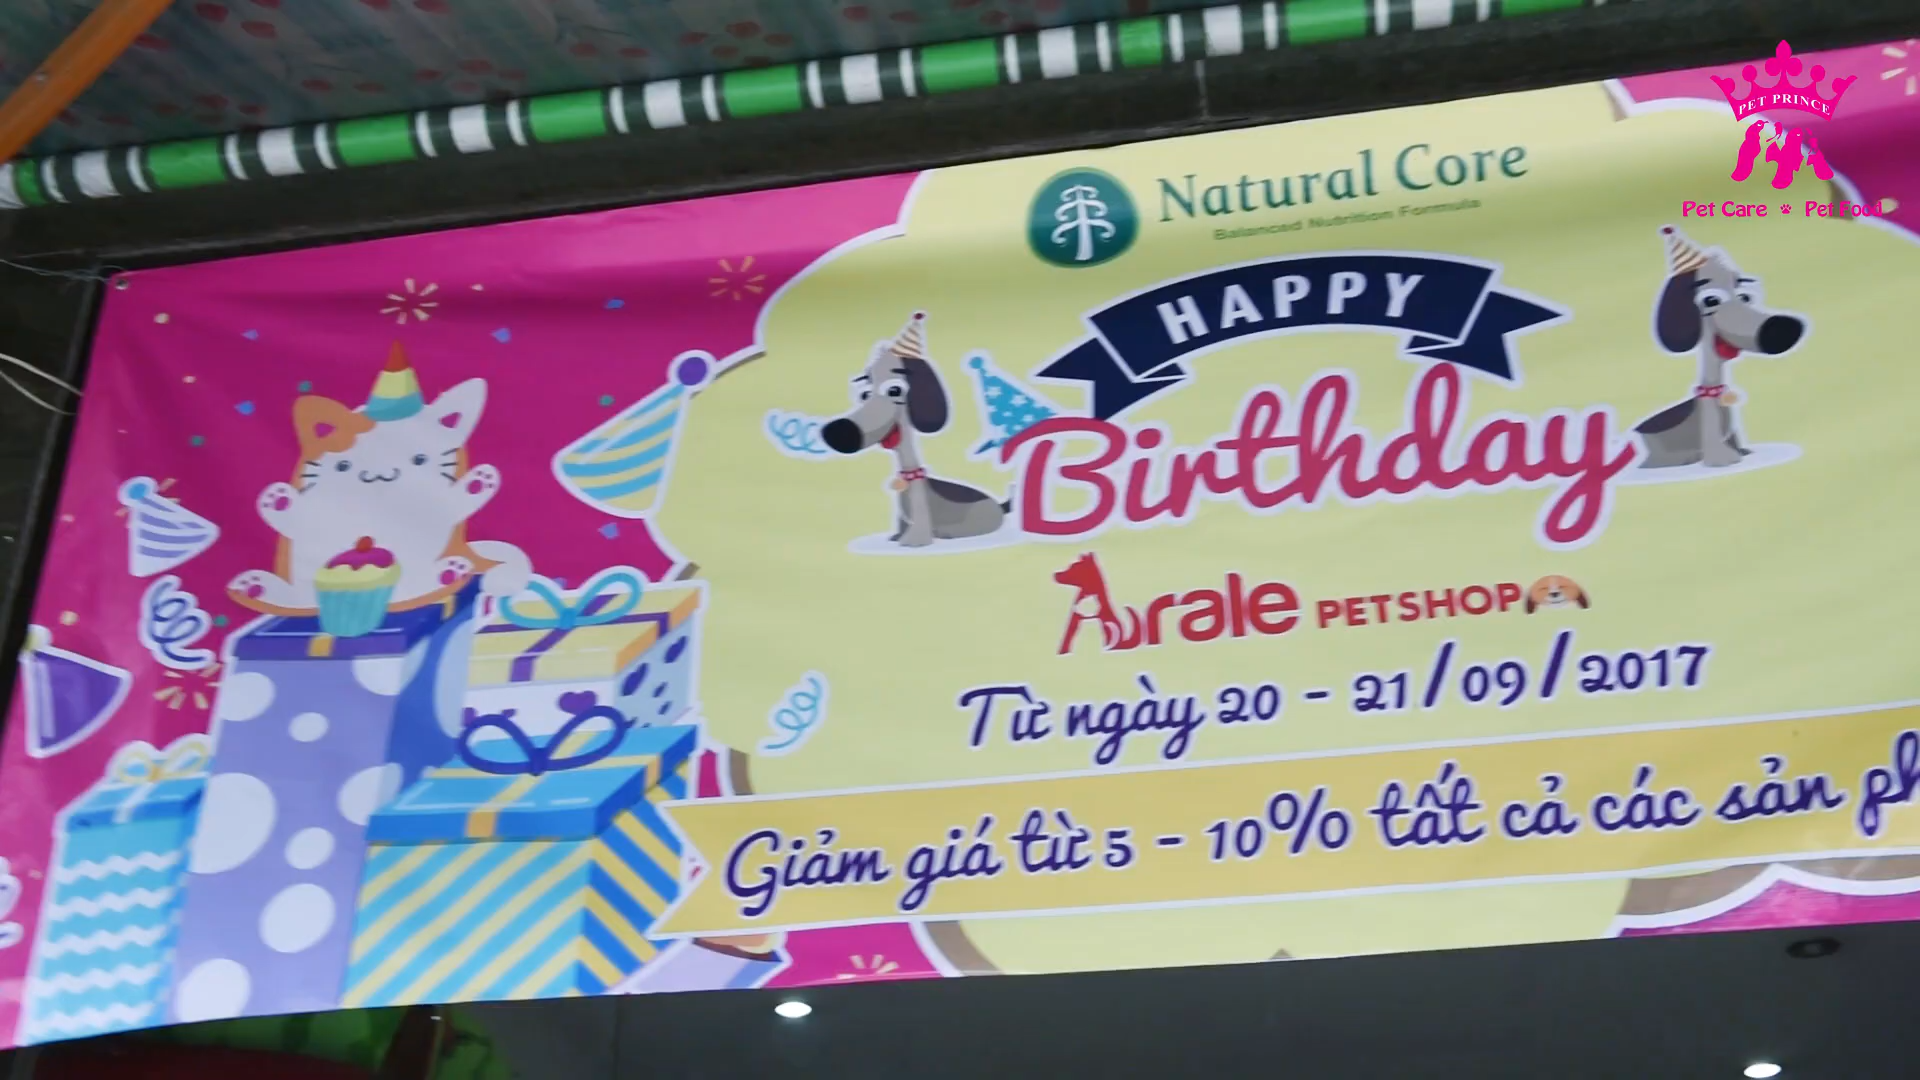 PET PRINCE
Pet Care Pet Food
Natural Core
Balanced Nutrition Formula
HAPPY
Birthday
Arale PETSHOP
Từ ngày 20 - 21/09/2017
Giảm giá từ 5 - 10% tất cả các sản